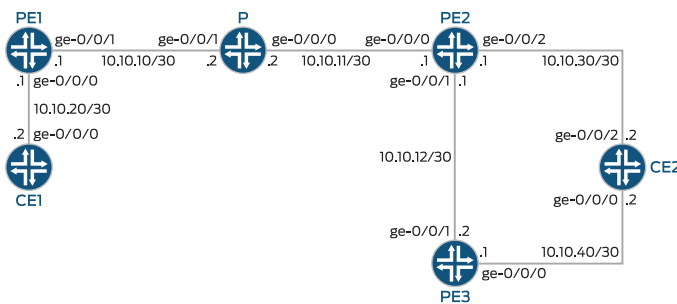 PE1 P PE2
ge-0/0/1 ge-0/0/1 ge-0/0/0 ge-0/0/0 ge-0/0/2
.1 10.10.10/30 .2 .2 10.10.11/30 .1 .1 10.10.30/30
.1 ge-0/0/0 ge-0/0/1 .1
10.10.20/30
.2 ge-0/0/0 ge-0/0/2 .2
10.10.12/30
CE2
CE1 ge-0/0/0 .2
ge-0/0/1 .2
.1 10.10.40/30
ge-0/0/0
PE3